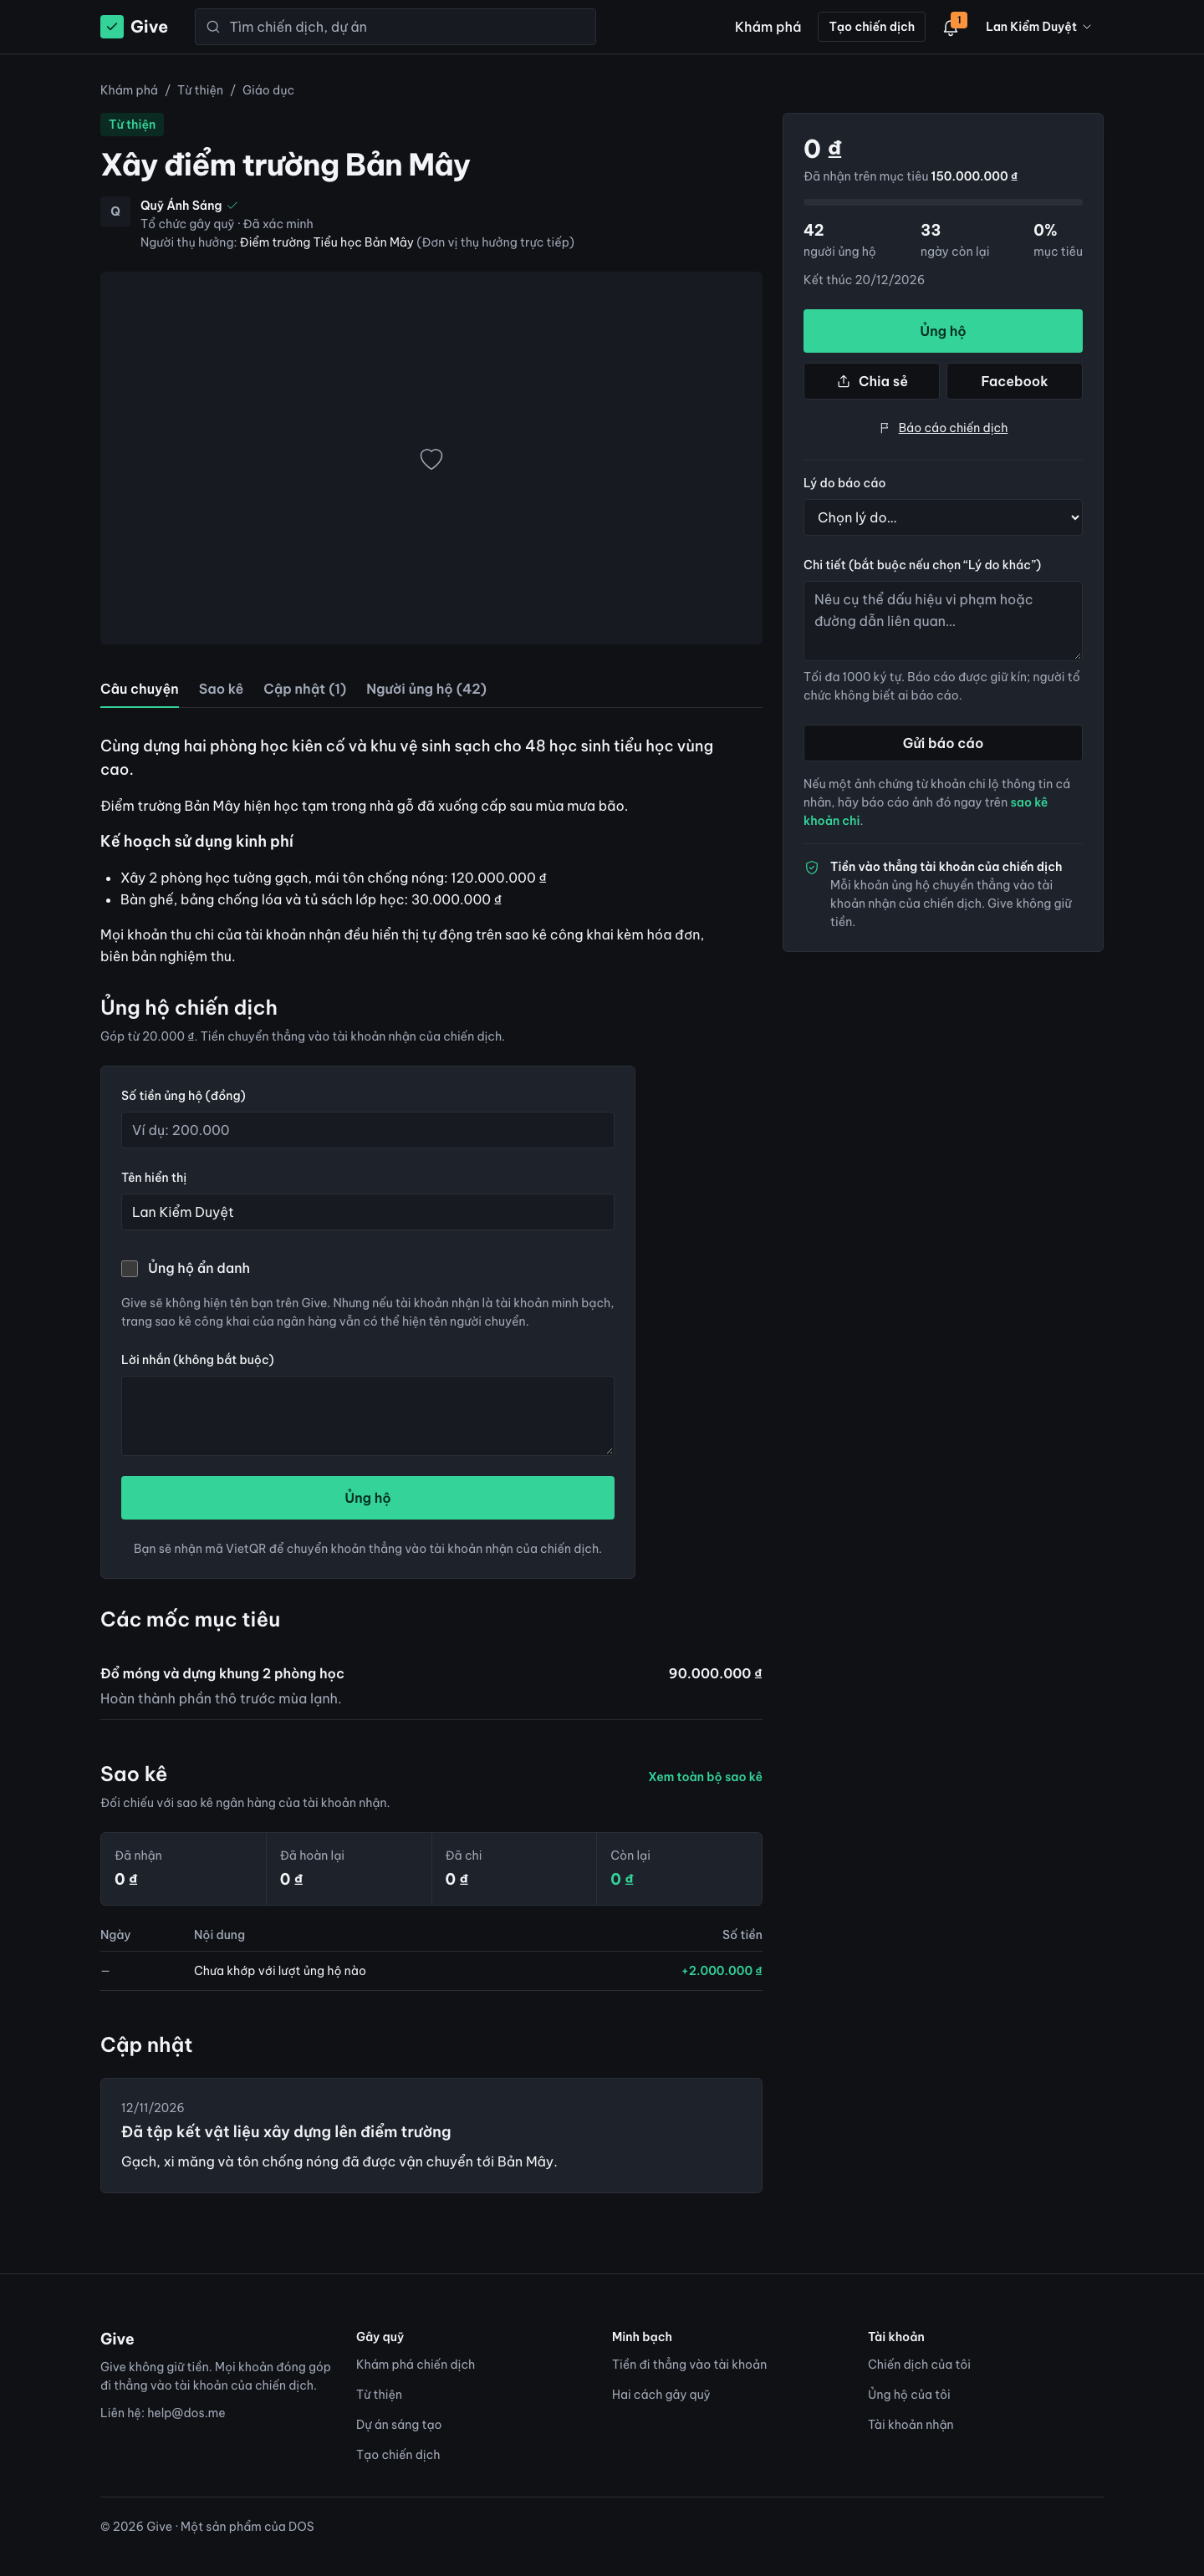 Give
Tìm chiến dịch, dự án
Khám phá
Tạo chiến dịch
1
Lan Kiểm Duyệt
Khám phá / Từ thiện / Giáo dục
Từ thiện
Xây điểm trường Bản Mây
Q
Quỹ Ánh Sáng
Tổ chức gây quỹ · Đã xác minh
Người thụ hưởng: Điểm trường Tiểu học Bản Mây (Đơn vị thụ hưởng trực tiếp)
Câu chuyện
Sao kê
Cập nhật (1)
Người ủng hộ (42)
Cùng dựng hai phòng học kiên cố và khu vệ sinh sạch cho 48 học sinh tiểu học vùng
cao.
Điểm trường Bản Mây hiện học tạm trong nhà gỗ đã xuống cấp sau mùa mưa bão.
Kế hoạch sử dụng kinh phí
• Xây 2 phòng học tường gạch, mái tôn chống nóng: 120.000.000 ₫
• Bàn ghế, bảng chống lóa và tủ sách lớp học: 30.000.000 ₫
Mọi khoản thu chi của tài khoản nhận đều hiển thị tự động trên sao kê công khai kèm hóa đơn,
biên bản nghiệm thu.
Ủng hộ chiến dịch
Góp từ 20.000 ₫. Tiền chuyển thẳng vào tài khoản nhận của chiến dịch.
Số tiền ủng hộ (đồng)
Ví dụ: 200.000
Tên hiển thị
Lan Kiểm Duyệt
Ủng hộ ẩn danh
Give sẽ không hiện tên bạn trên Give. Nhưng nếu tài khoản nhận là tài khoản minh bạch,
trang sao kê công khai của ngân hàng vẫn có thể hiện tên người chuyển.
Lời nhắn (không bắt buộc)
Ủng hộ
Bạn sẽ nhận mã VietQR để chuyển khoản thẳng vào tài khoản nhận của chiến dịch.
Các mốc mục tiêu
Đổ móng và dựng khung 2 phòng học
90.000.000 ₫
Hoàn thành phần thô trước mùa lạnh.
Sao kê
Xem toàn bộ sao kê
Đối chiếu với sao kê ngân hàng của tài khoản nhận.
Đã nhận
0 ₫
Đã hoàn lại
0 ₫
Đã chi
0 ₫
Còn lại
0 ₫
Ngày
Nội dung
Số tiền
—
Chưa khớp với lượt ủng hộ nào
+2.000.000 ₫
Cập nhật
12/11/2026
Đã tập kết vật liệu xây dựng lên điểm trường
Gạch, xi măng và tôn chống nóng đã được vận chuyển tới Bản Mây.
0 ₫
Đã nhận trên mục tiêu 150.000.000 ₫
42
người ủng hộ
33
ngày còn lại
0%
mục tiêu
Kết thúc 20/12/2026
Ủng hộ
Chia sẻ
Facebook
Báo cáo chiến dịch
Lý do báo cáo
Chọn lý do...
Chi tiết (bắt buộc nếu chọn “Lý do khác”)
Nêu cụ thể dấu hiệu vi phạm hoặc
đường dẫn liên quan...
Tối đa 1000 ký tự. Báo cáo được giữ kín; người tổ
chức không biết ai báo cáo.
Gửi báo cáo
Nếu một ảnh chứng từ khoản chi lộ thông tin cá
nhân, hãy báo cáo ảnh đó ngay trên sao kê
khoản chi.
Tiền vào thẳng tài khoản của chiến dịch
Mỗi khoản ủng hộ chuyển thẳng vào tài
khoản nhận của chiến dịch. Give không giữ
tiền.
Give
Give không giữ tiền. Mọi khoản đóng góp
đi thẳng vào tài khoản của chiến dịch.
Liên hệ: help@dos.me
Gây quỹ
Khám phá chiến dịch
Từ thiện
Dự án sáng tạo
Tạo chiến dịch
Minh bạch
Tiền đi thẳng vào tài khoản
Hai cách gây quỹ
Tài khoản
Chiến dịch của tôi
Ủng hộ của tôi
Tài khoản nhận
© 2026 Give · Một sản phẩm của DOS